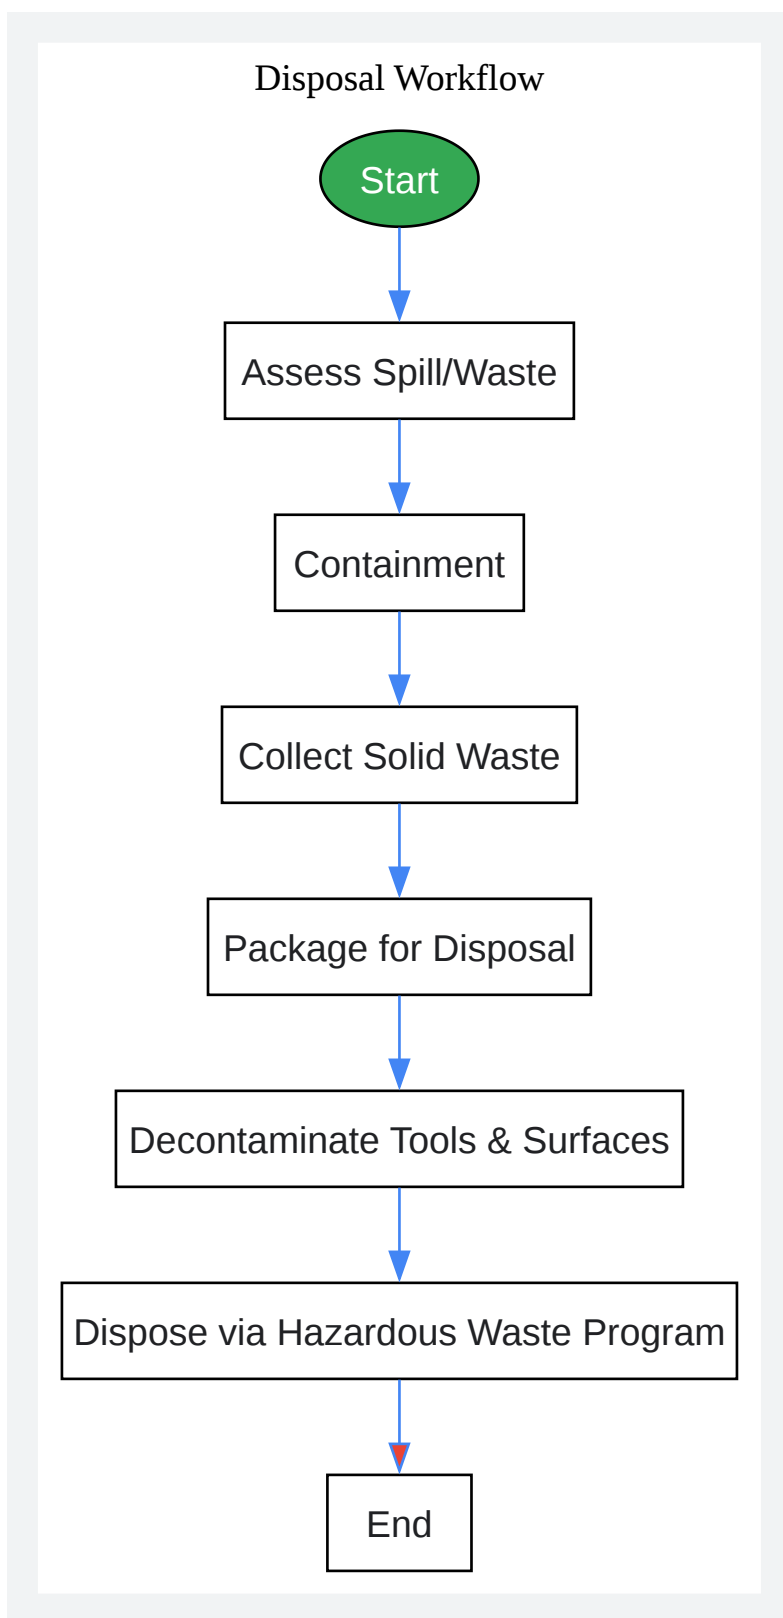 Disposal Workflow
Start
Assess Spill/Waste
Containment
Collect Solid Waste
Package for Disposal
Decontaminate Tools & Surfaces
Dispose via Hazardous Waste Program
End